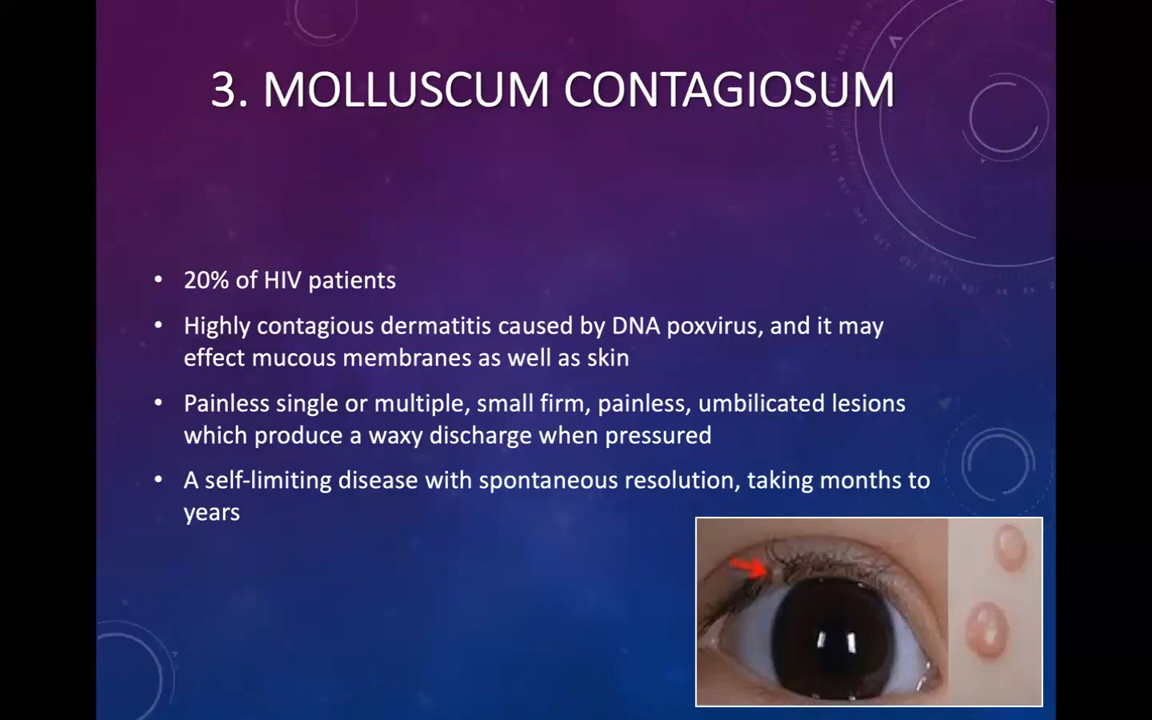 3. MOLLUSCUM CONTAGIOSUM
• 20% of HIV patients
• Highly contagious dermatitis caused by DNA poxvirus, and it may
effect mucous membranes as well as skin
• Painless single or multiple, small firm, painless, umbilicated lesions
which produce a waxy discharge when pressured
• A self-limiting disease with spontaneous resolution, taking months to
years